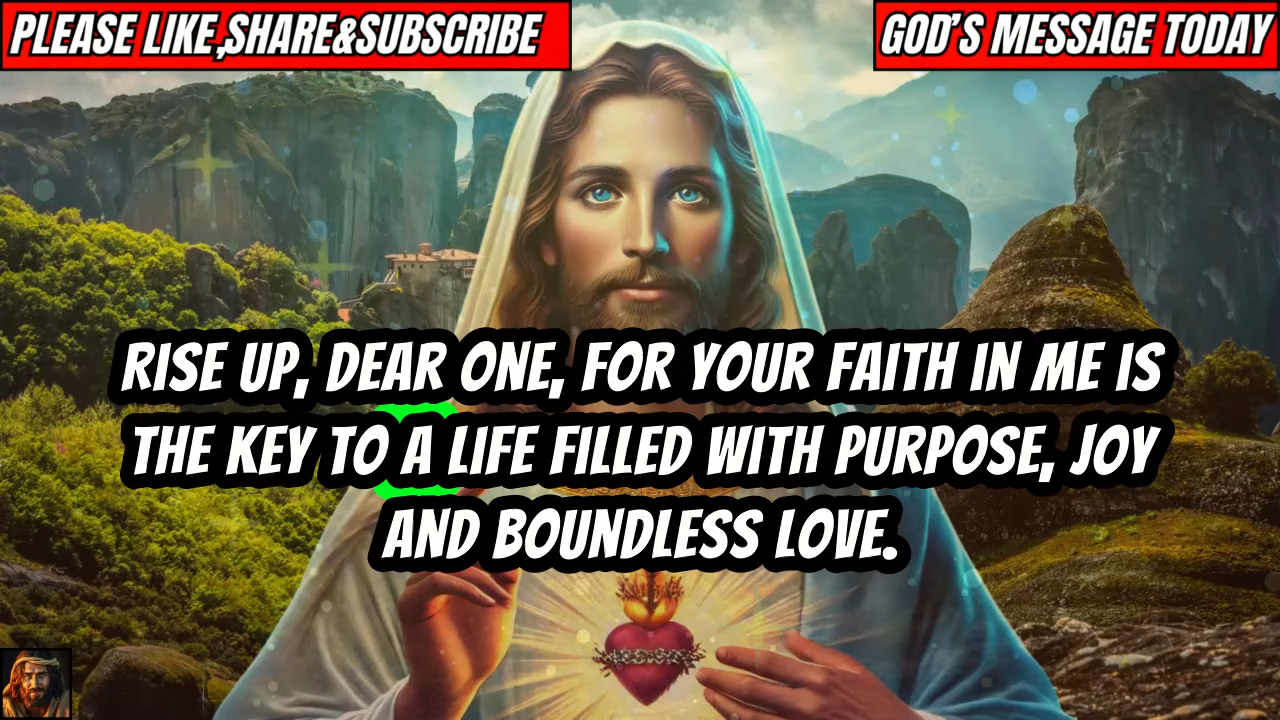 PLEASE LIKE,SHARE&SUBSCRIBE
GOD'S MESSAGE TODAY
RISE UP, DEAR ONE, FOR YOUR FAITH IN ME IS
THE KEY TO A LIFE FILLED WITH PURPOSE, JOY
AND BOUNDLESS LOVE.